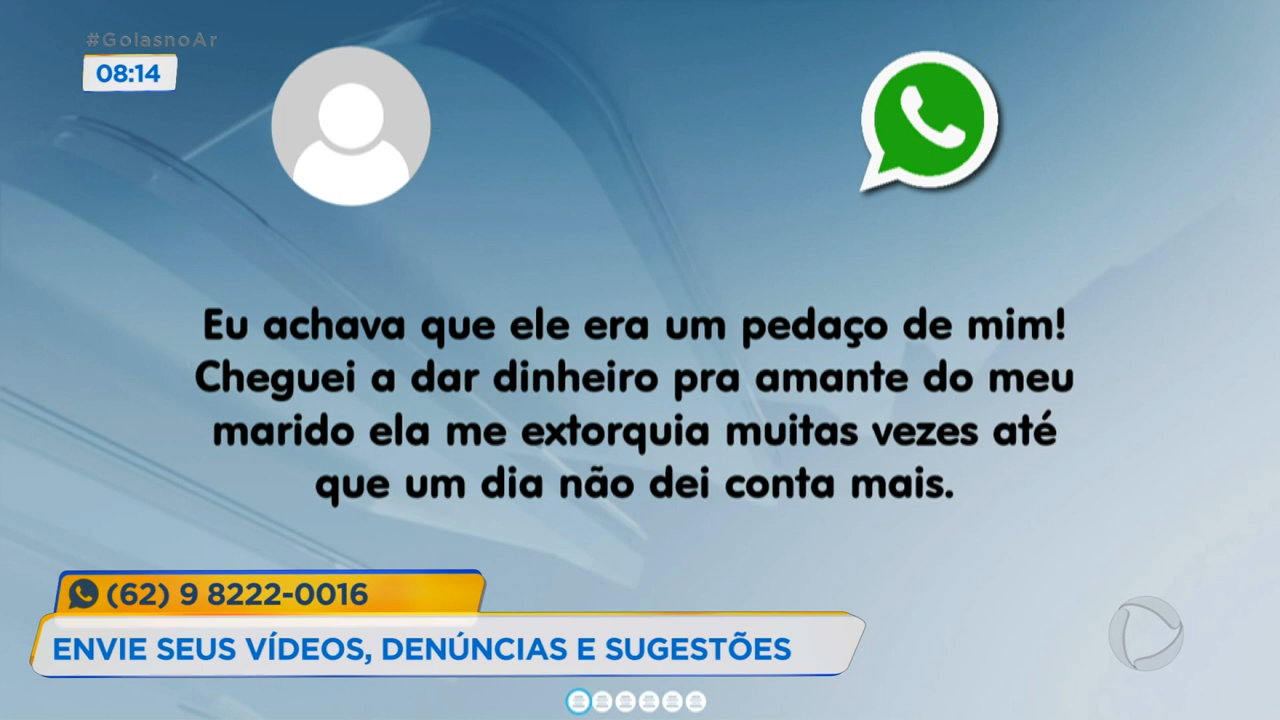 #GoiasnoAr
08:14
Eu achava que ele era um pedaço de mim!
Cheguei a dar dinheiro pra amante do meu
marido ela me extorquia muitas vezes até
que um dia não dei conta mais.
(62) 9 8222-0016
ENVIE SEUS VÍDEOS, DENÚNCIAS E SUGESTÕES